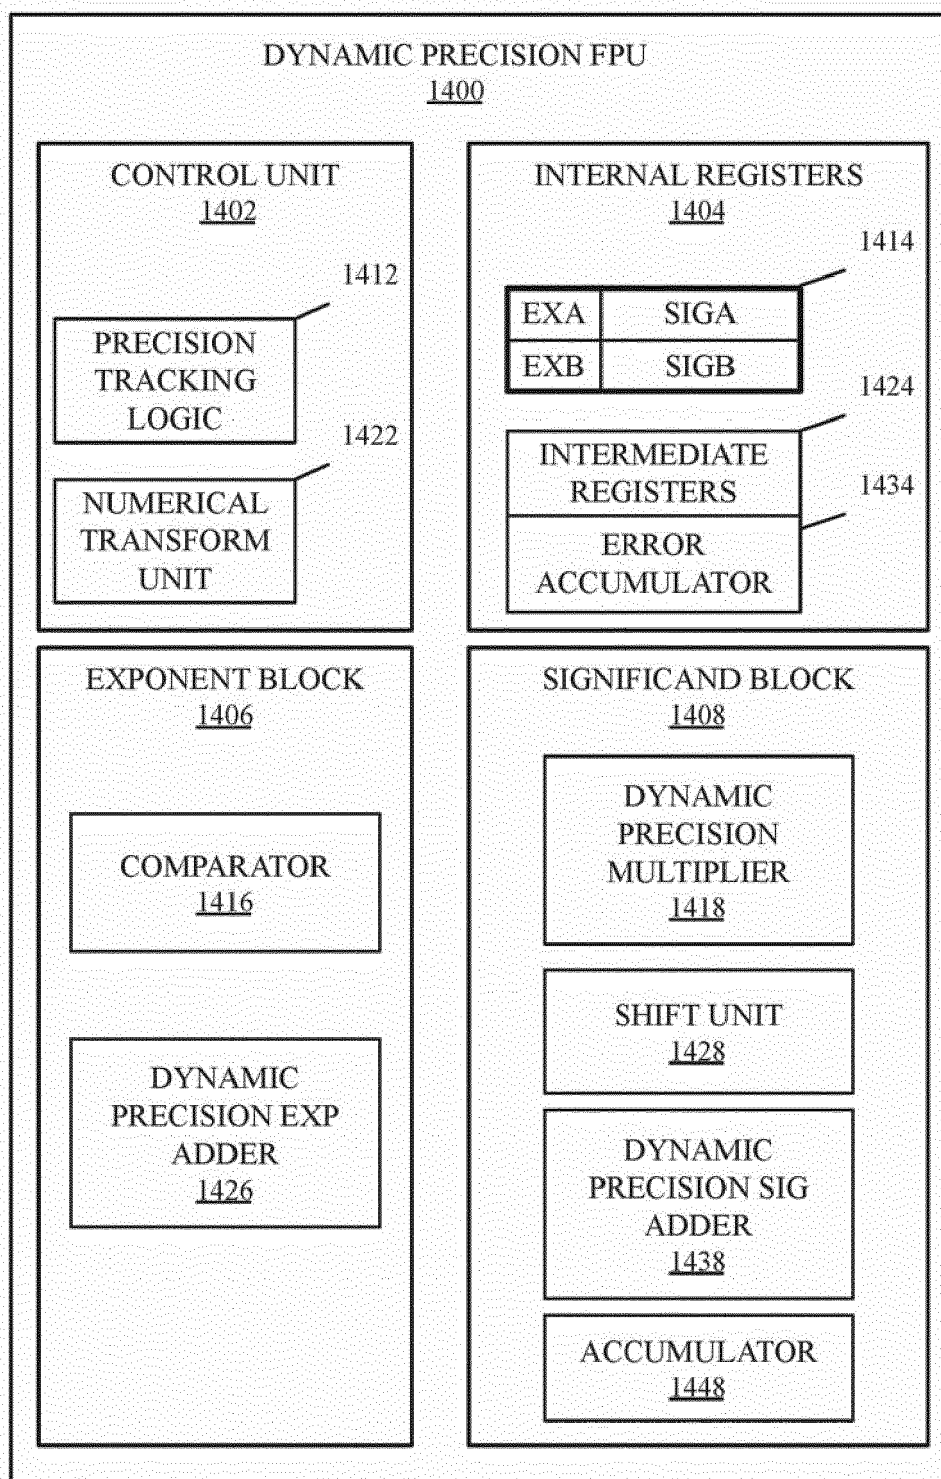 DYNAMIC PRECISION FPU
1400
CONTROL UNIT
1402
1412
PRECISION
TRACKING
LOGIC
1422
NUMERICAL
TRANSFORM
UNIT
INTERNAL REGISTERS
1404
1414
EXA SIGA
EXB SIGB
1424
INTERMEDIATE
REGISTERS
1434
ERROR
ACCUMULATOR
EXPONENT BLOCK
1406
COMPARATOR
1416
DYNAMIC
PRECISION EXP
ADDER
1426
SIGNIFICAND BLOCK
1408
DYNAMIC
PRECISION
MULTIPLIER
1418
SHIFT UNIT
1428
DYNAMIC
PRECISION SIG
ADDER
1438
ACCUMULATOR
1448